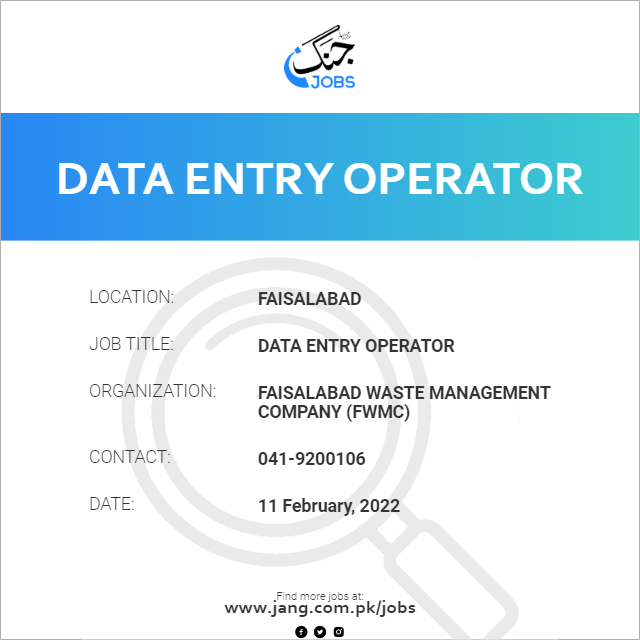 جنگ
JOBS
DATA ENTRY OPERATOR
LOCATION: FAISALABAD
JOB TITLE: DATA ENTRY OPERATOR
ORGANIZATION: FAISALABAD WASTE MANAGEMENT
COMPANY (FWMC)
CONTACT: 041-9200106
DATE: 11 February, 2022
Find more jobs at:
www.jang.com.pk/jobs